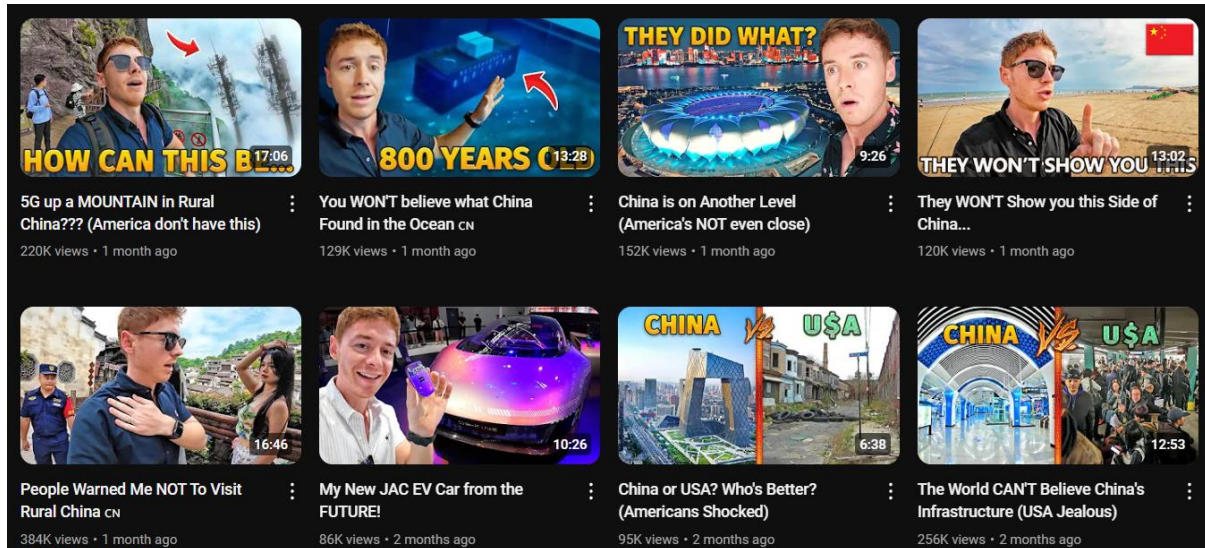 HOW CAN THIS BE...
17:06
800 YEARS OLD
13:28
THEY DID WHAT?
9:26
THEY WON'T SHOW YOU THIS
13:02
5G up a MOUNTAIN in Rural
China??? (America don't have this)
220K views • 1 month ago
You WON'T believe what China
Found in the Ocean CN
129K views • 1 month ago
China is on Another Level
(America's NOT even close)
152K views • 1 month ago
They WON'T Show you this Side of
China...
120K views • 1 month ago
16:46
10:26
CHINA VS U$A
6:38
CHINA VS. U$A
12:53
People Warned Me NOT To Visit
Rural China CN
384K views • 1 month ago
My New JAC EV Car from the
FUTURE!
86K views • 2 months ago
China or USA? Who's Better?
(Americans Shocked)
95K views • 2 months ago
The World CAN'T Believe China's
Infrastructure (USA Jealous)
256K views • 2 months ago